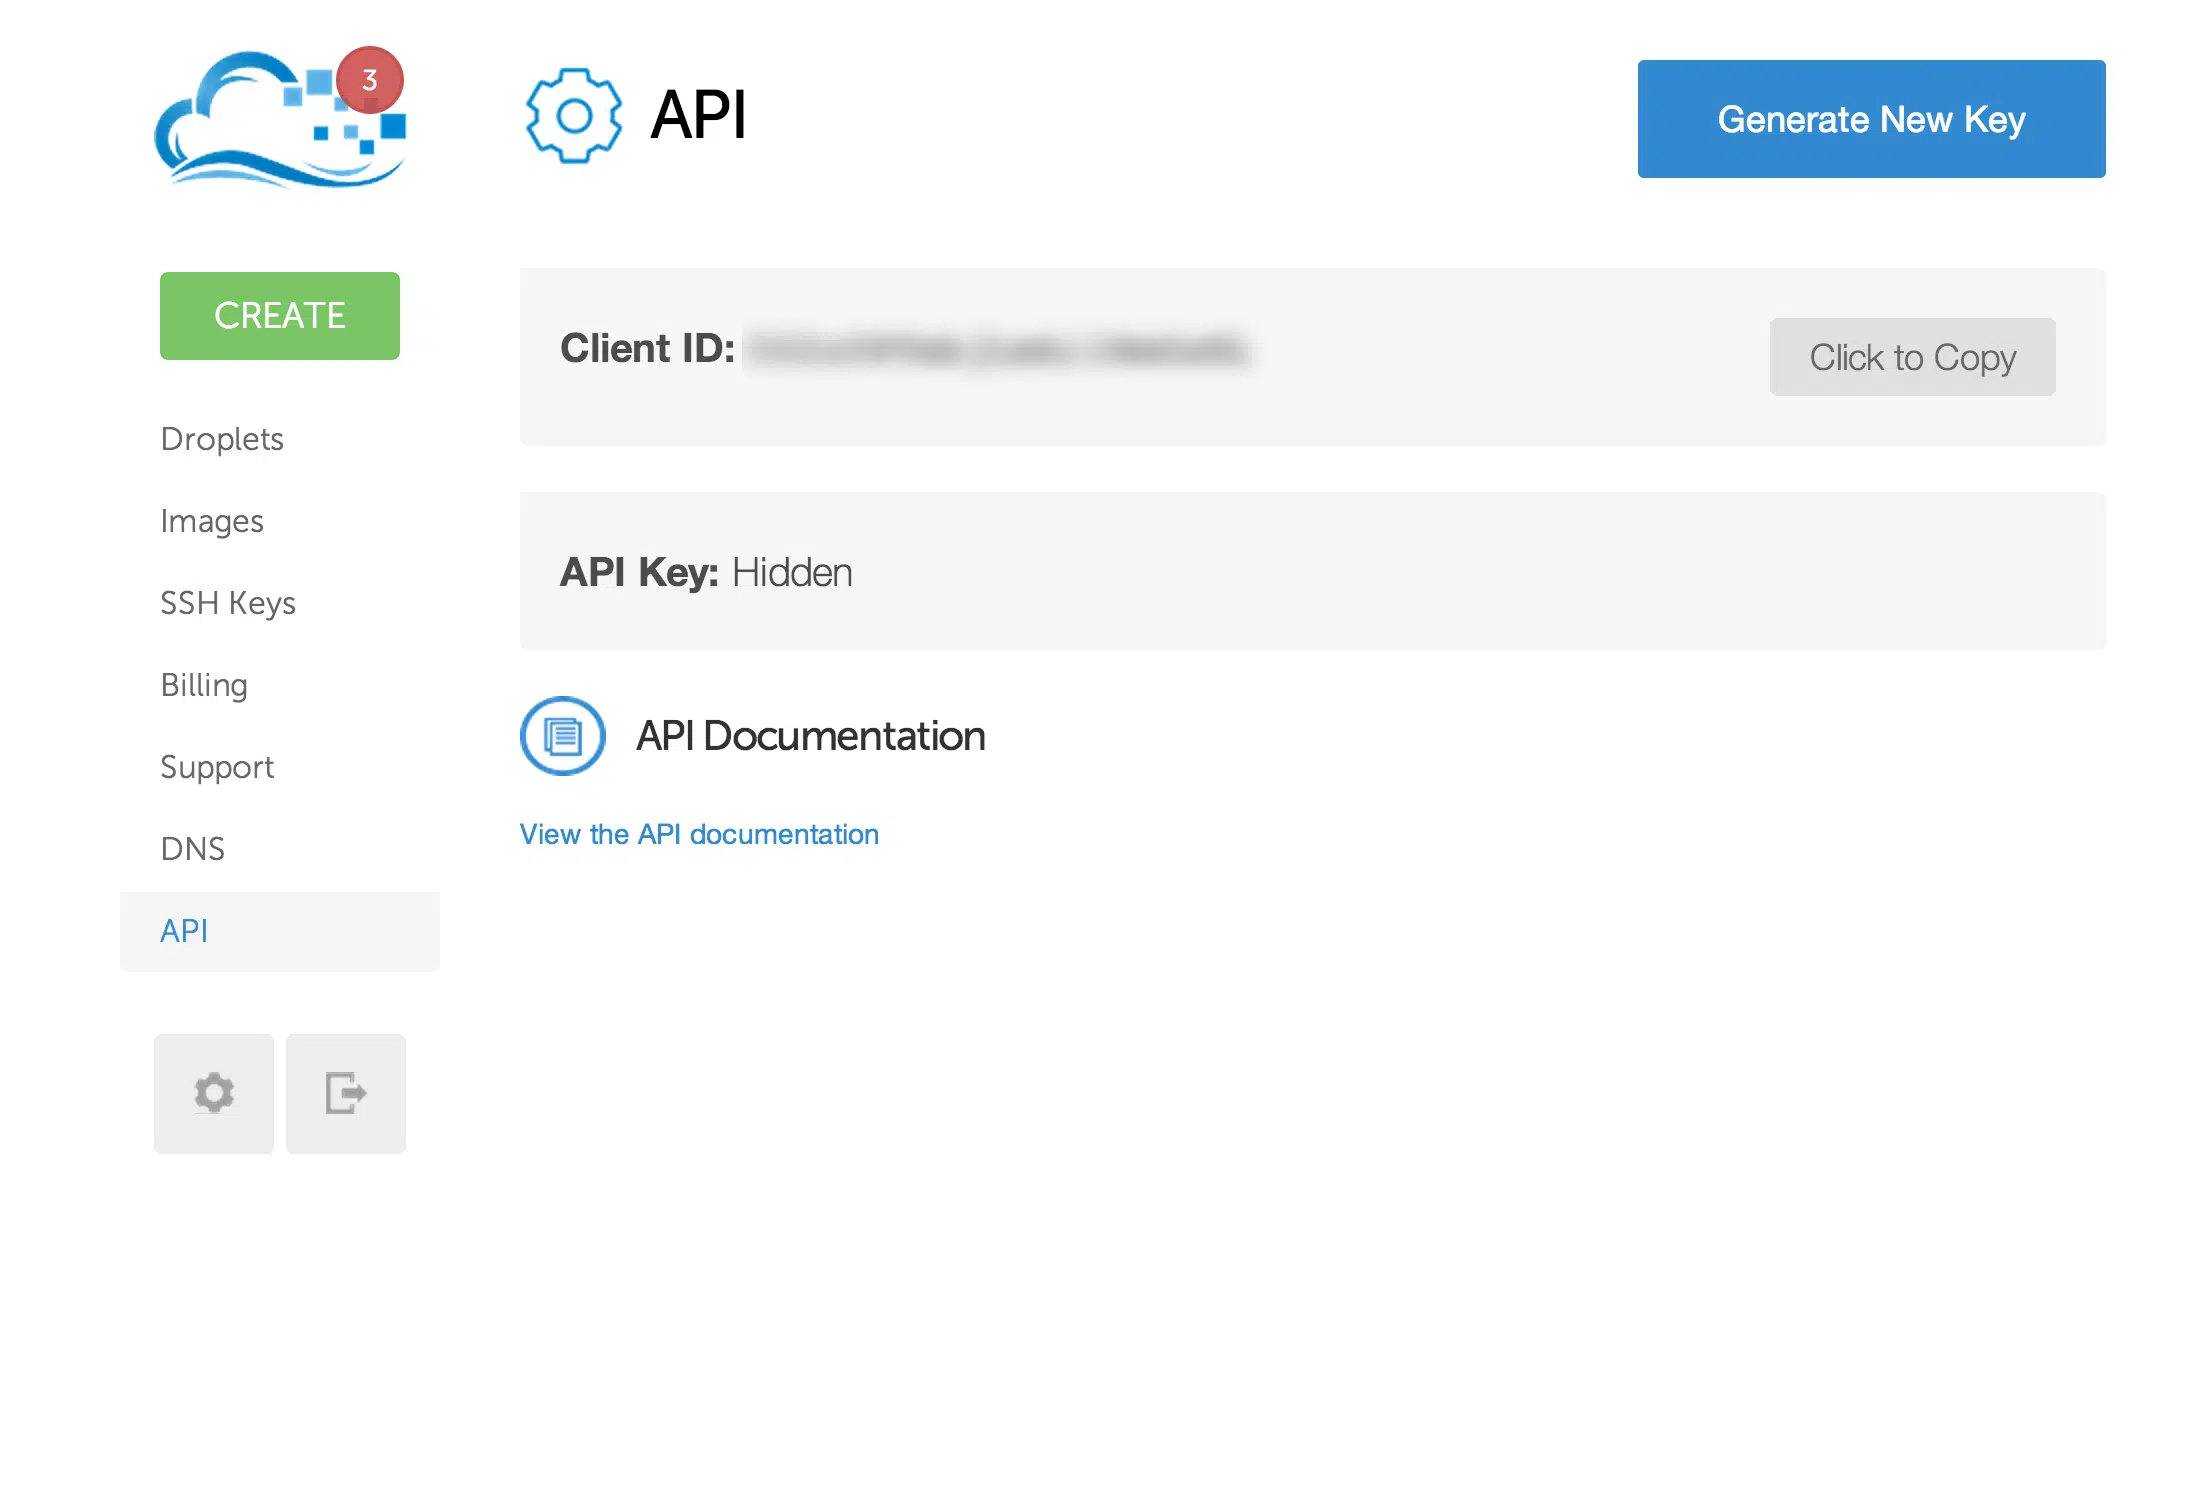 3
API
Generate New Key
CREATE
Droplets
Images
SSH Keys
Billing
Support
DNS
API
Client ID:
Click to Copy
API Key: Hidden
API Documentation
View the API documentation